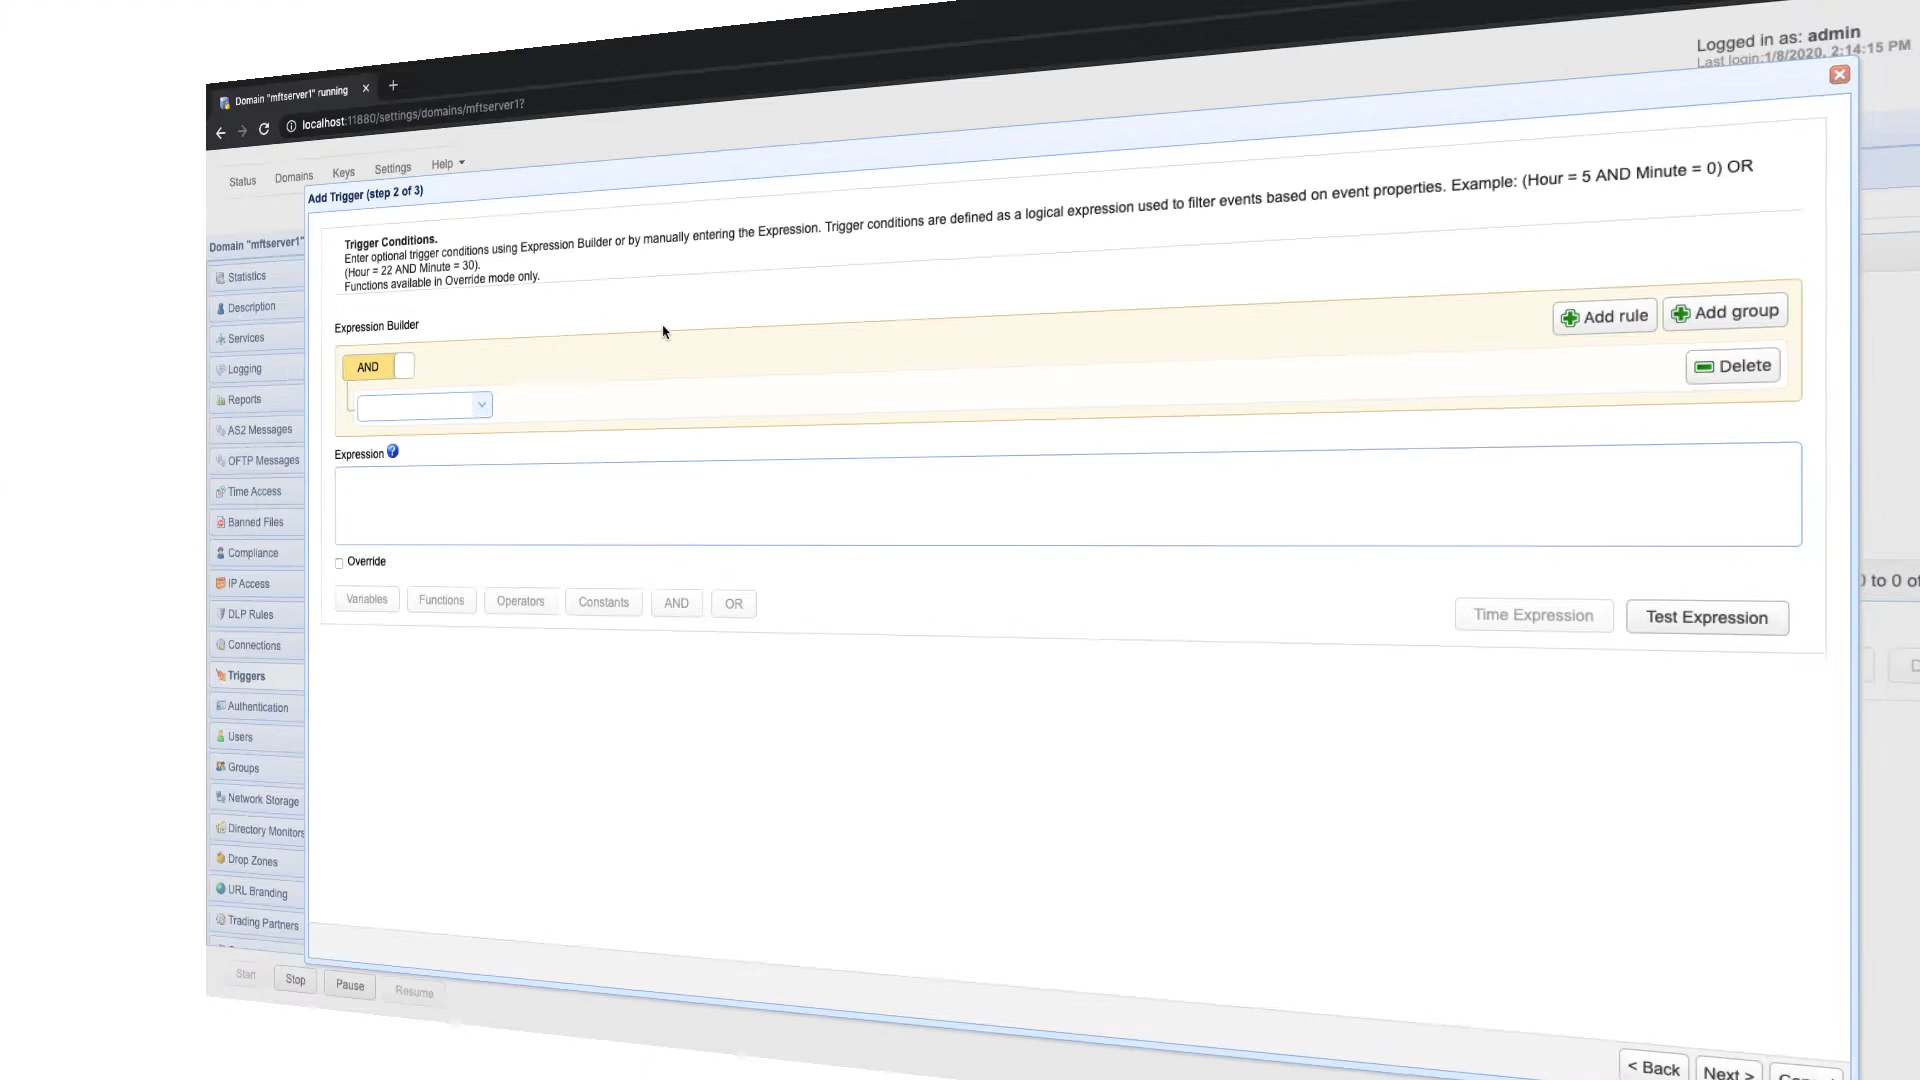 Logged in as: admin
Last login:1/8/2020, 2:14:15 PM
Domain "mftserver1" running
localhost:11880/settings/domains/mftserver1?
Status Domains Keys Settings Help
Add Trigger (step 2 of 3)
Trigger Conditions.
Enter optional trigger conditions using Expression Builder or by manually entering the Expression. Trigger conditions are defined as a logical expression used to filter events based on event properties. Example: (Hour = 5 AND Minute = 0) OR
(Hour = 22 AND Minute = 30).
Functions available in Override mode only.
Domain "mftserver1"
Statistics
Description
Services
Logging
Reports
AS2 Messages
OFTP Messages
Time Access
Banned Files
Compliance
IP Access
DLP Rules
Connections
Triggers
Authentication
Users
Groups
Network Storage
Directory Monitors
Drop Zones
URL Branding
Trading Partners
Expression Builder
Add rule Add group
AND
Delete
Expression
Override
Variables Functions Operators Constants AND OR
Time Expression Test Expression
to 0 of
Start Stop Pause Resume
< Back Next >